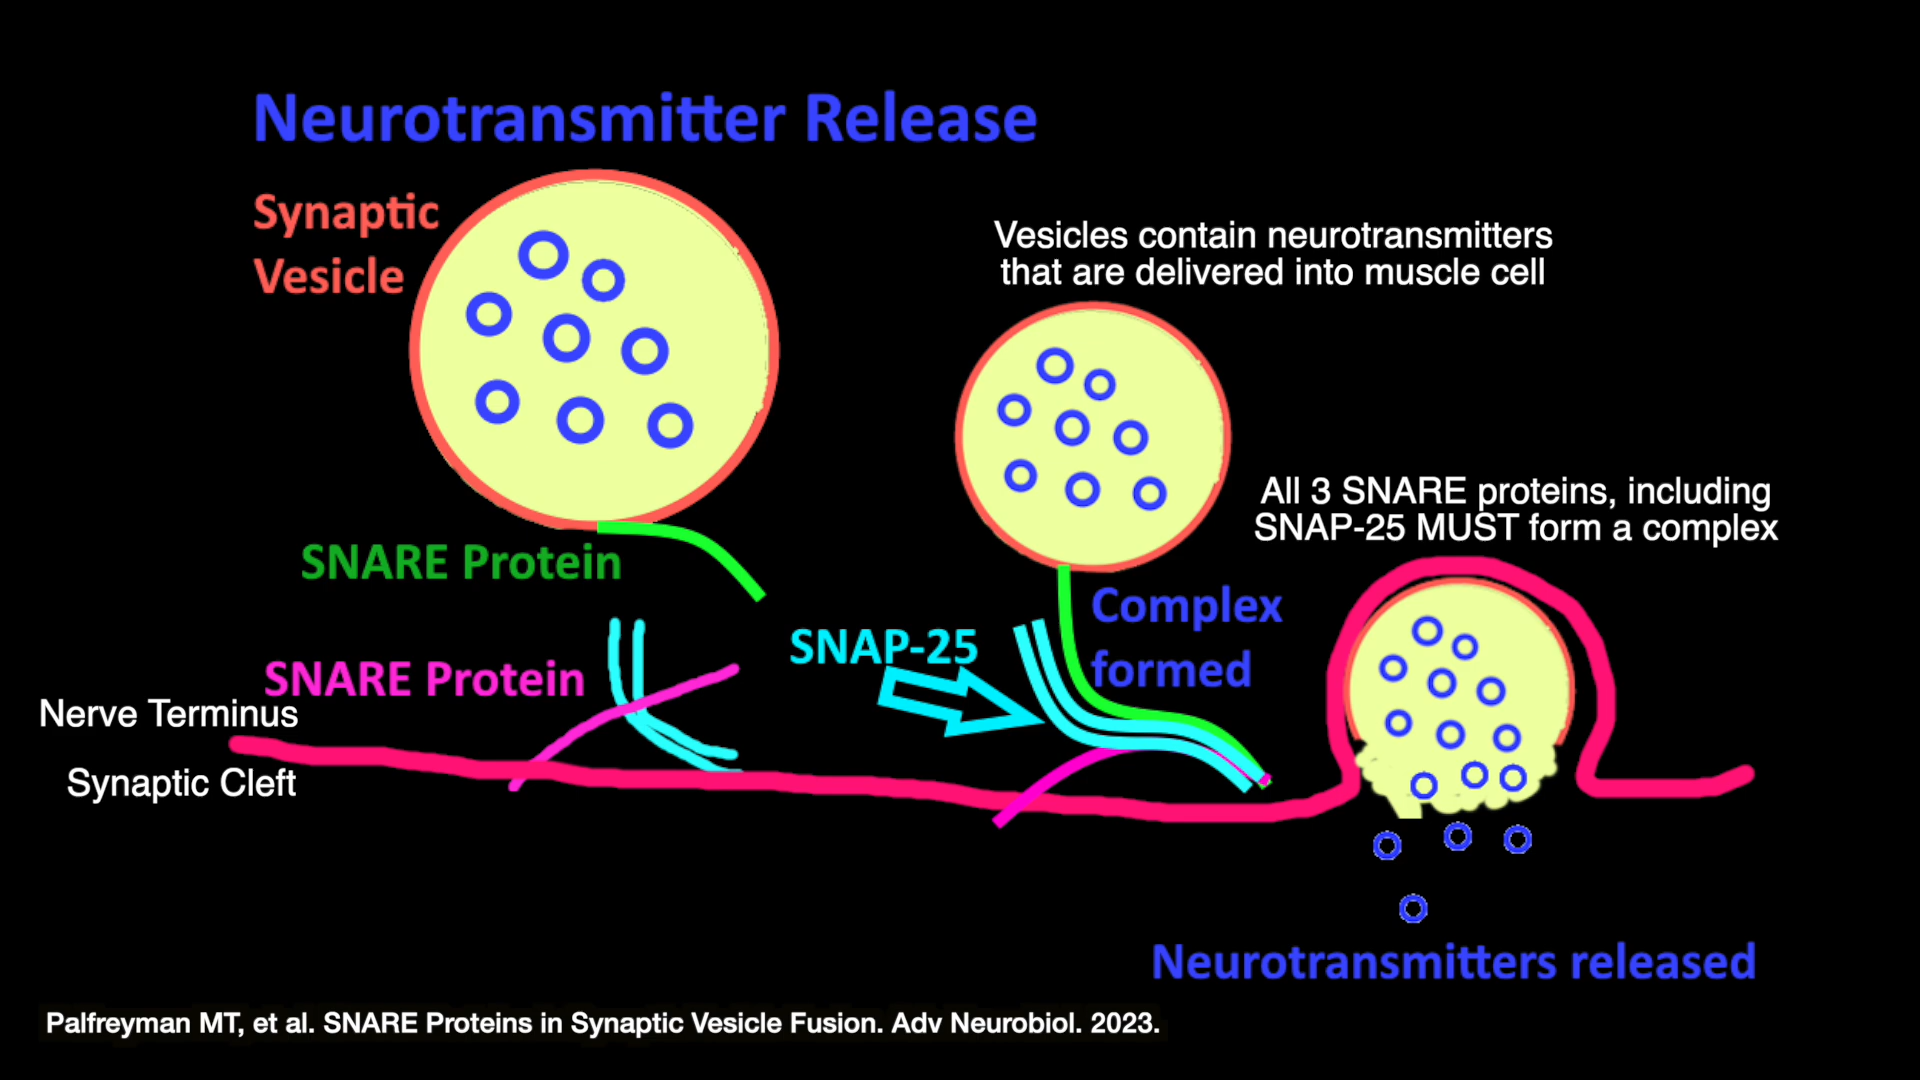 Neurotransmitter Release
Synaptic
Vesicle
Vesicles contain neurotransmitters
that are delivered into muscle cell
All 3 SNARE proteins, including
SNAP-25 MUST form a complex
SNARE Protein
Complex
formed
SNAP-25
SNARE Protein
Nerve Terminus
Synaptic Cleft
Neurotransmitters released
Palfreyman MT, et al. SNARE Proteins in Synaptic Vesicle Fusion. Adv Neurobiol. 2023.